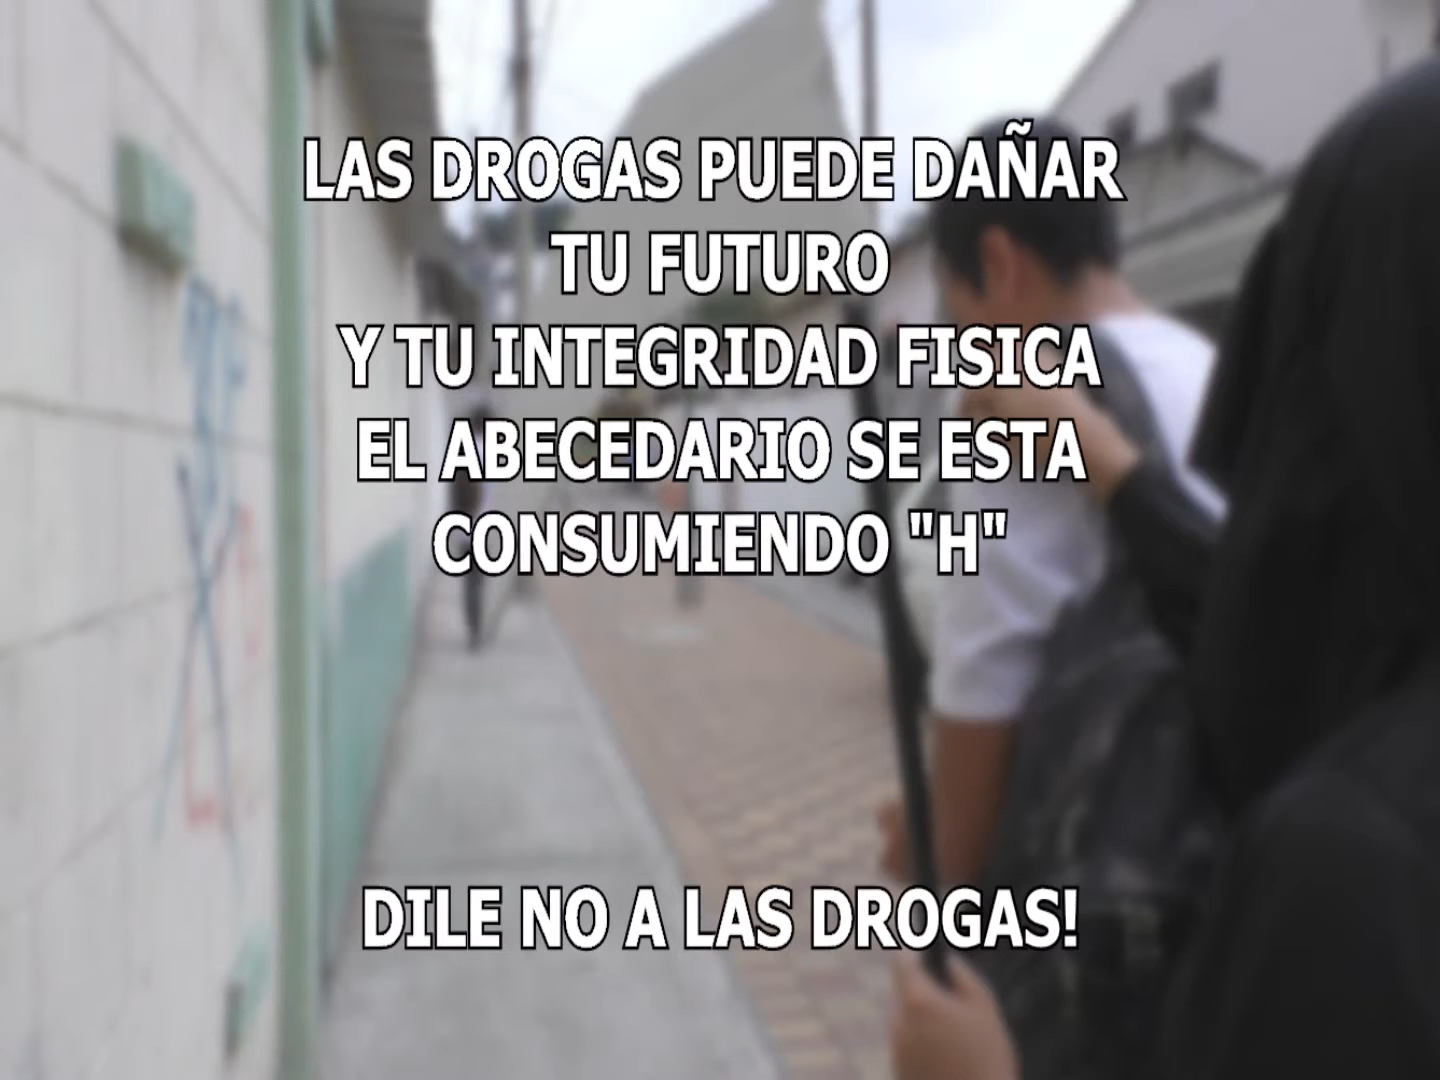 LAS DROGAS PUEDE DAÑAR
TU FUTURO
Y TU INTEGRIDAD FISICA
EL ABECEDARIO SE ESTA
CONSUMIENDO "H"
DILE NO A LAS DROGAS!